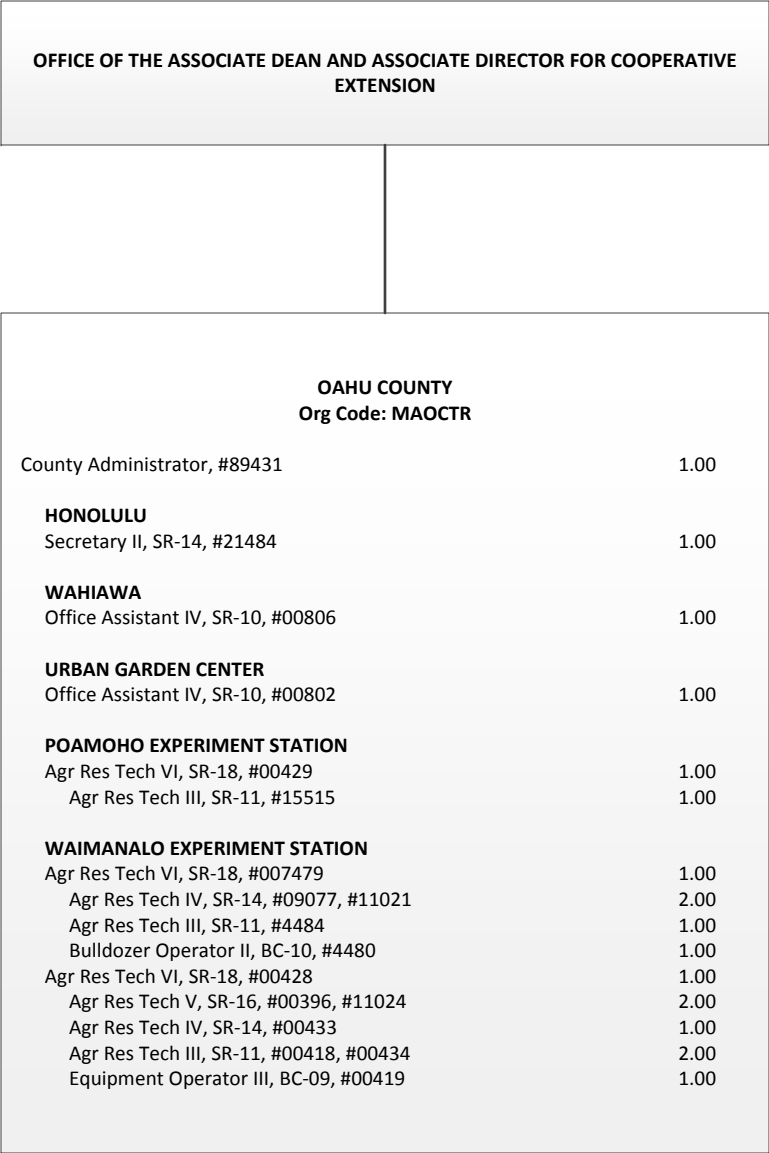 OFFICE OF THE ASSOCIATE DEAN AND ASSOCIATE DIRECTOR FOR COOPERATIVE
EXTENSION
OAHU COUNTY
Org Code: MAOCTR
County Administrator, #89431 1.00
HONOLULU
Secretary II, SR-14, #21484 1.00
WAHIAWA
Office Assistant IV, SR-10, #00806 1.00
URBAN GARDEN CENTER
Office Assistant IV, SR-10, #00802 1.00
POAMOHO EXPERIMENT STATION
Agr Res Tech VI, SR-18, #00429 1.00
Agr Res Tech III, SR-11, #15515 1.00
WAIMANALO EXPERIMENT STATION
Agr Res Tech VI, SR-18, #007479 1.00
Agr Res Tech IV, SR-14, #09077, #11021 2.00
Agr Res Tech III, SR-11, #4484 1.00
Bulldozer Operator II, BC-10, #4480 1.00
Agr Res Tech VI, SR-18, #00428 1.00
Agr Res Tech V, SR-16, #00396, #11024 2.00
Agr Res Tech IV, SR-14, #00433 1.00
Agr Res Tech III, SR-11, #00418, #00434 2.00
Equipment Operator III, BC-09, #00419 1.00